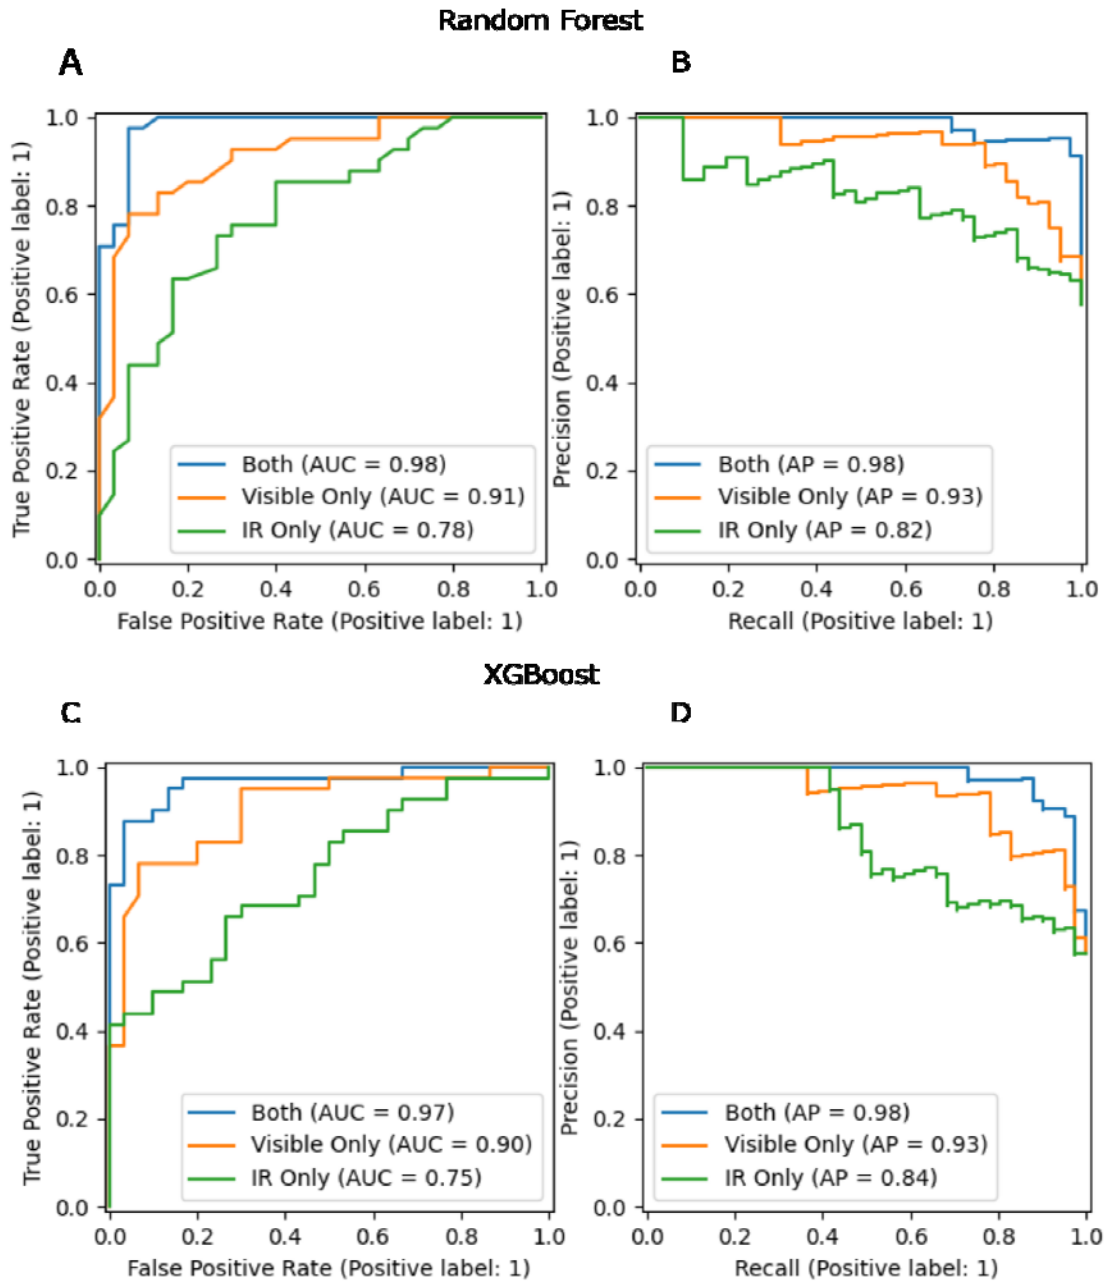 Random Forest
A
B
True Positive Rate (Positive label: 1)
1.0
0.8
0.6
0.4
0.2
0.0
Both (AUC = 0.98)
Visible Only (AUC = 0.91)
IR Only (AUC = 0.78)
0.0 0.2 0.4 0.6 0.8 1.0
False Positive Rate (Positive label: 1)
Precision (Positive label: 1)
1.0
0.8
0.6
0.4
0.2
0.0
Both (AP = 0.98)
Visible Only (AP = 0.93)
IR Only (AP = 0.82)
0.0 0.2 0.4 0.6 0.8 1.0
Recall (Positive label: 1)
XGBoost
C
D
True Positive Rate (Positive label: 1)
1.0
0.8
0.6
0.4
0.2
0.0
Both (AUC = 0.97)
Visible Only (AUC = 0.90)
IR Only (AUC = 0.75)
0.0 0.2 0.4 0.6 0.8 1.0
False Positive Rate (Positive label: 1)
Precision (Positive label: 1)
1.0
0.8
0.6
0.4
0.2
0.0
Both (AP = 0.98)
Visible Only (AP = 0.93)
IR Only (AP = 0.84)
0.0 0.2 0.4 0.6 0.8 1.0
Recall (Positive label: 1)